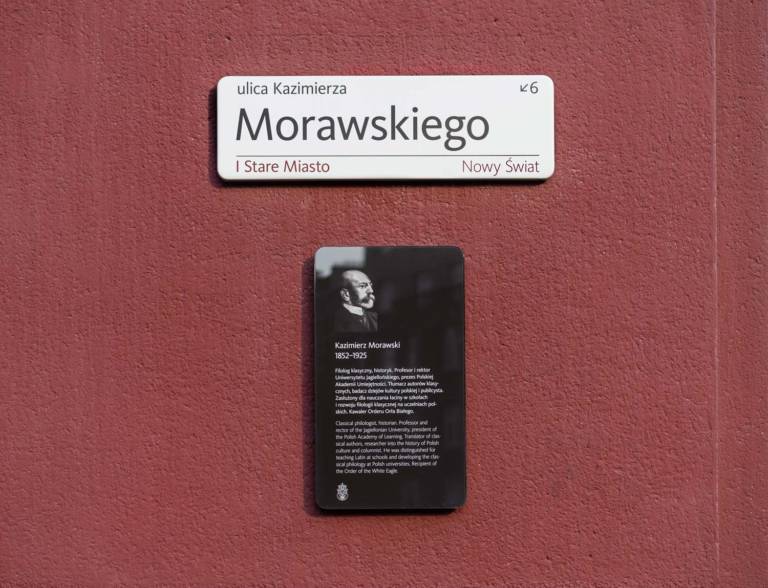 ulica Kazimierza
↙6
Morawskiego
I Stare Miasto
Nowy Świat
Kazimierz Morawski
1852–1925
Filolog klasyczny, historyk. Profesor i rektor
Uniwersytetu Jagiellońskiego, prezes Polskiej
Akademii Umiejętności. Tłumacz autorów klasy-
cznych, badacz dziejów kultury polskiej i publicysta.
Zasłużony dla nauczania łaciny w szkołach
i rozwoju filologii klasycznej na uczelniach pol-
skich. Kawaler Orderu Orła Białego.
Classical philologist, historian. Professor and
rector of the Jagiellonian University, president of
the Polish Academy of Learning. Translator of clas-
sical authors, researcher into the history of Polish
culture and columnist. He was distinguished for
teaching Latin at schools and developing the clas-
sical philology at Polish universities. Recipient of
the Order of the White Eagle.